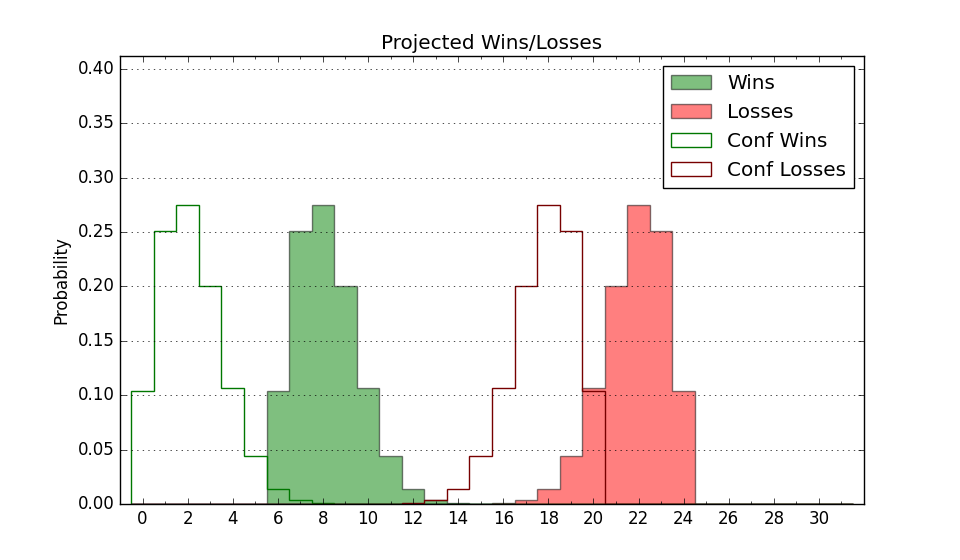 Projected Wins/Losses
Probability
0.40
0.35
0.30
0.25
0.20
0.15
0.10
0.05
0.00
0 2 4 6 8 10 12 14 16 18 20 22 24 26 28 30
Wins
Losses
Conf Wins
Conf Losses